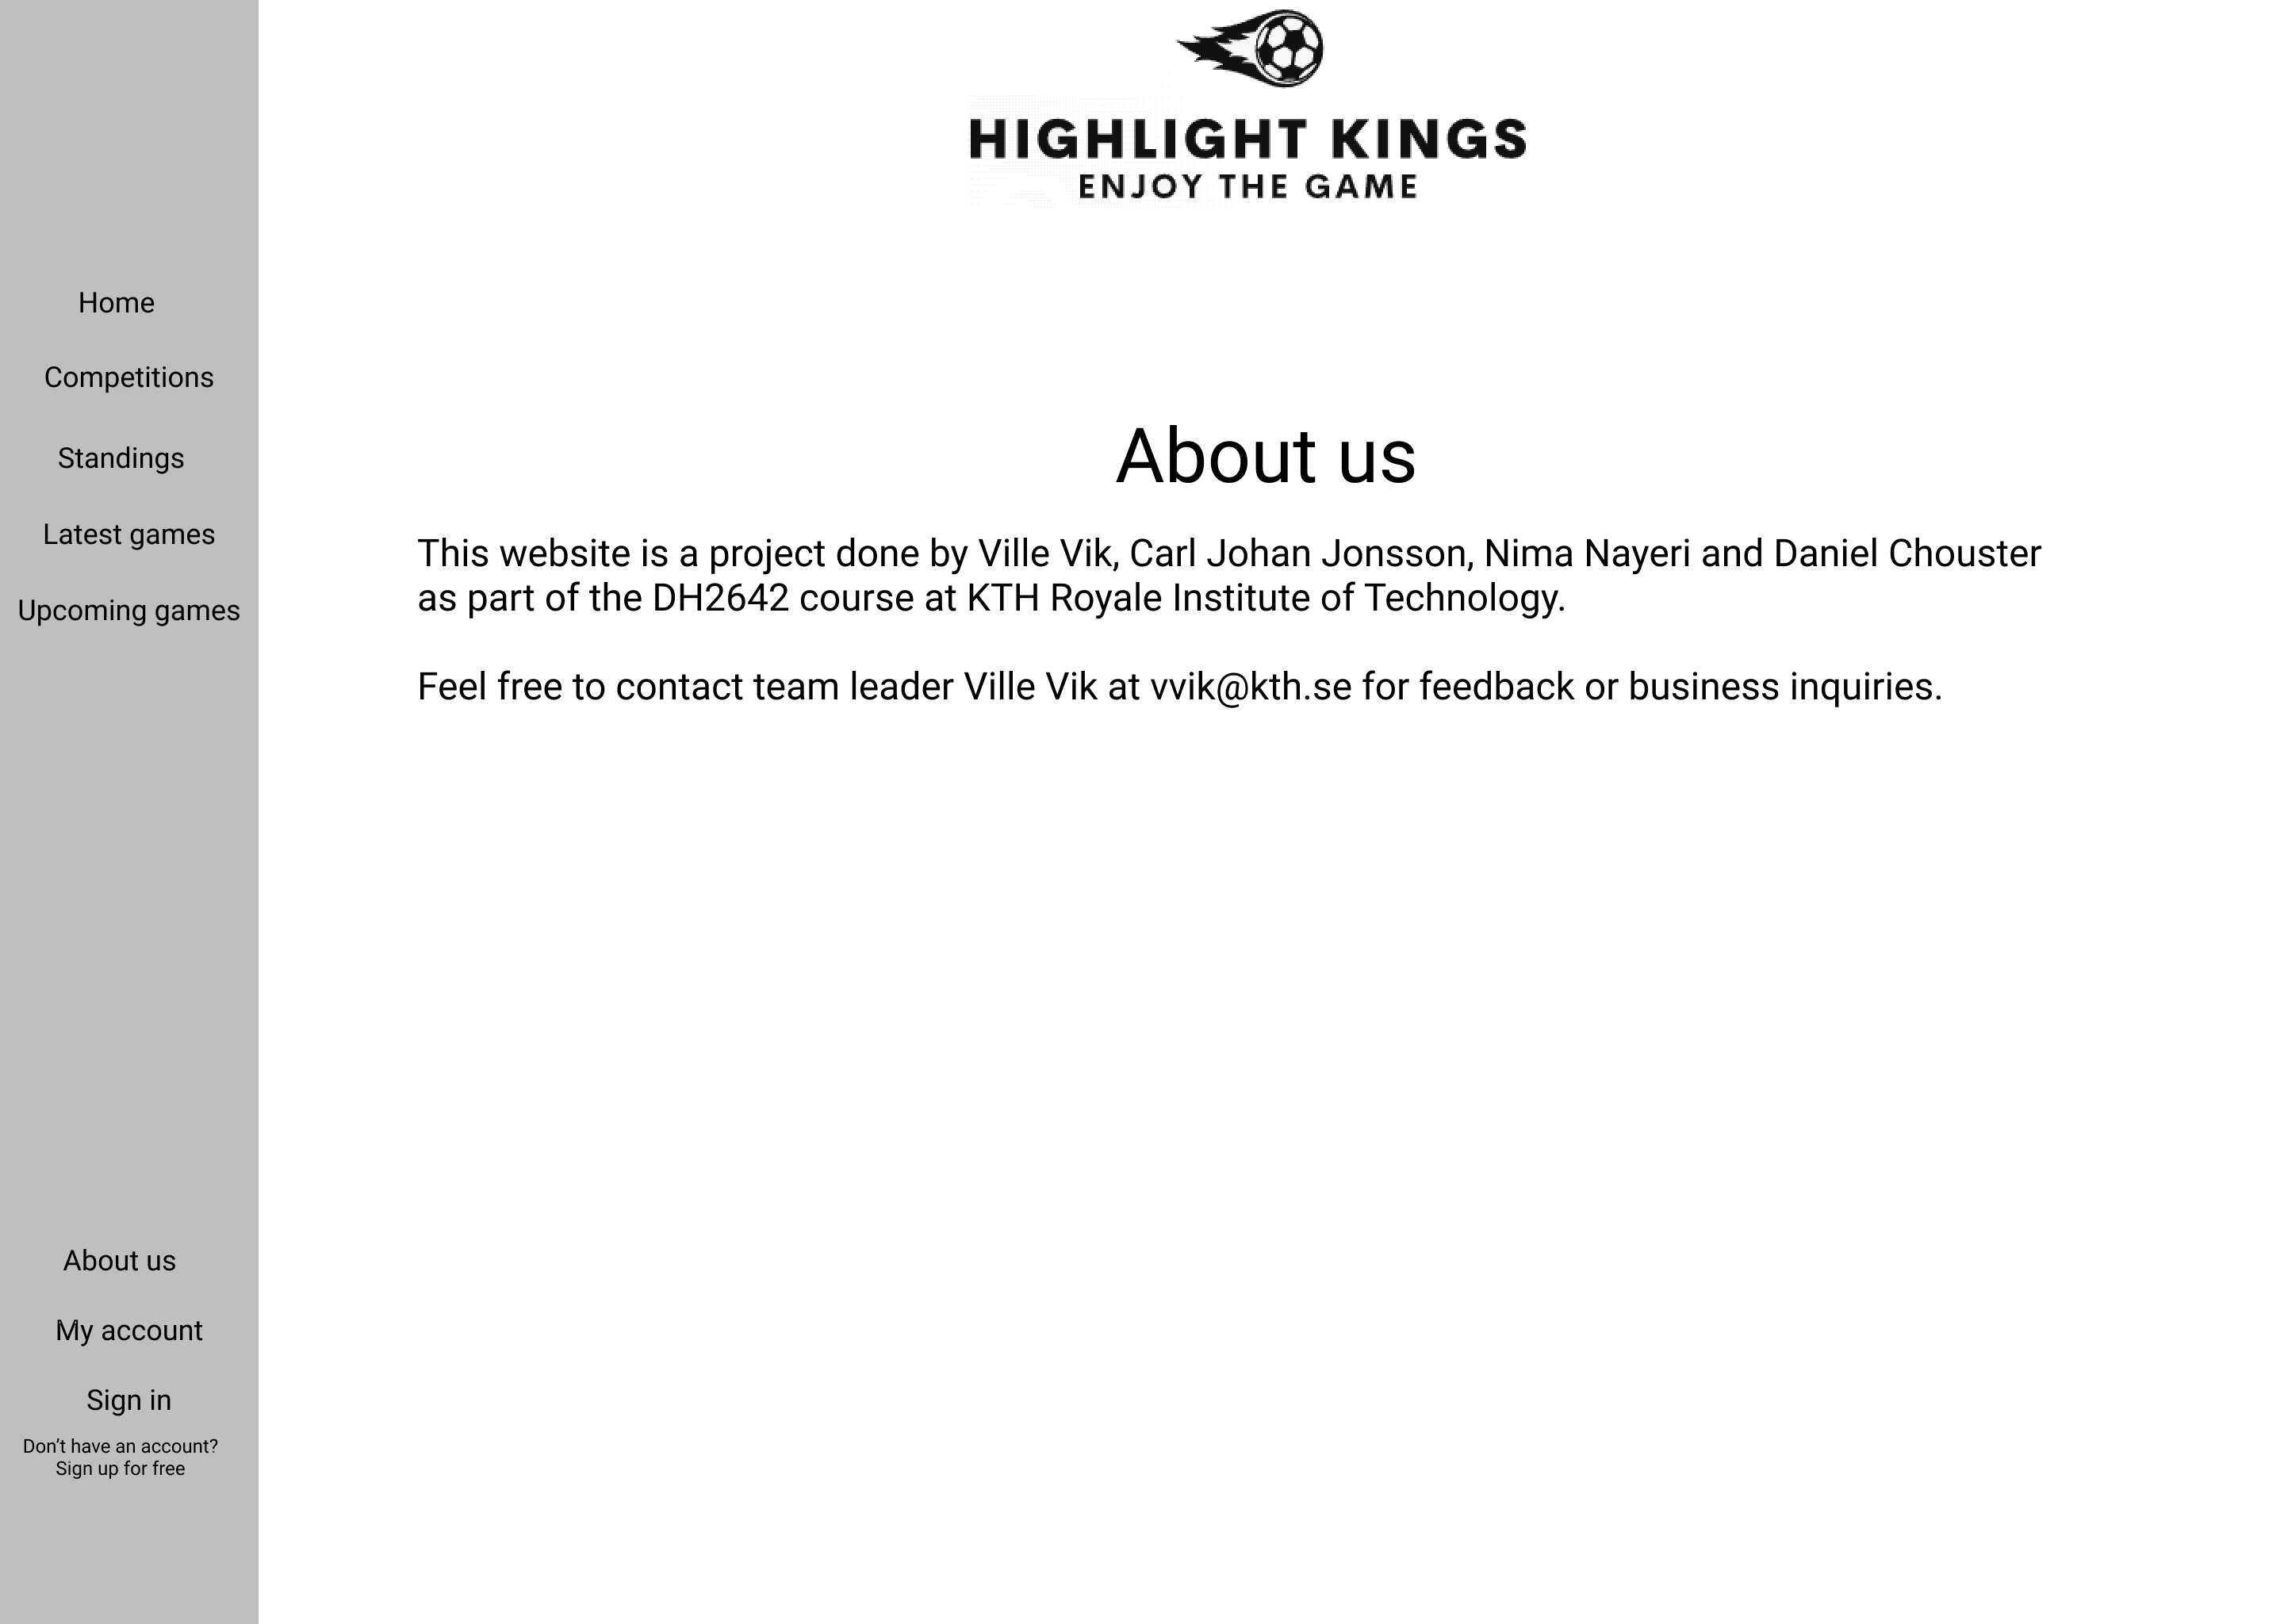 HIGHLIGHT KINGS
ENJOY THE GAME
Home
Competitions
Standings
Latest games
Upcoming games
About us
This website is a project done by Ville Vik, Carl Johan Jonsson, Nima Nayeri and Daniel Chouster
as part of the DH2642 course at KTH Royale Institute of Technology.
Feel free to contact team leader Ville Vik at vvik@kth.se for feedback or business inquiries.
About us
My account
Sign in
Don’t have an account?
Sign up for free